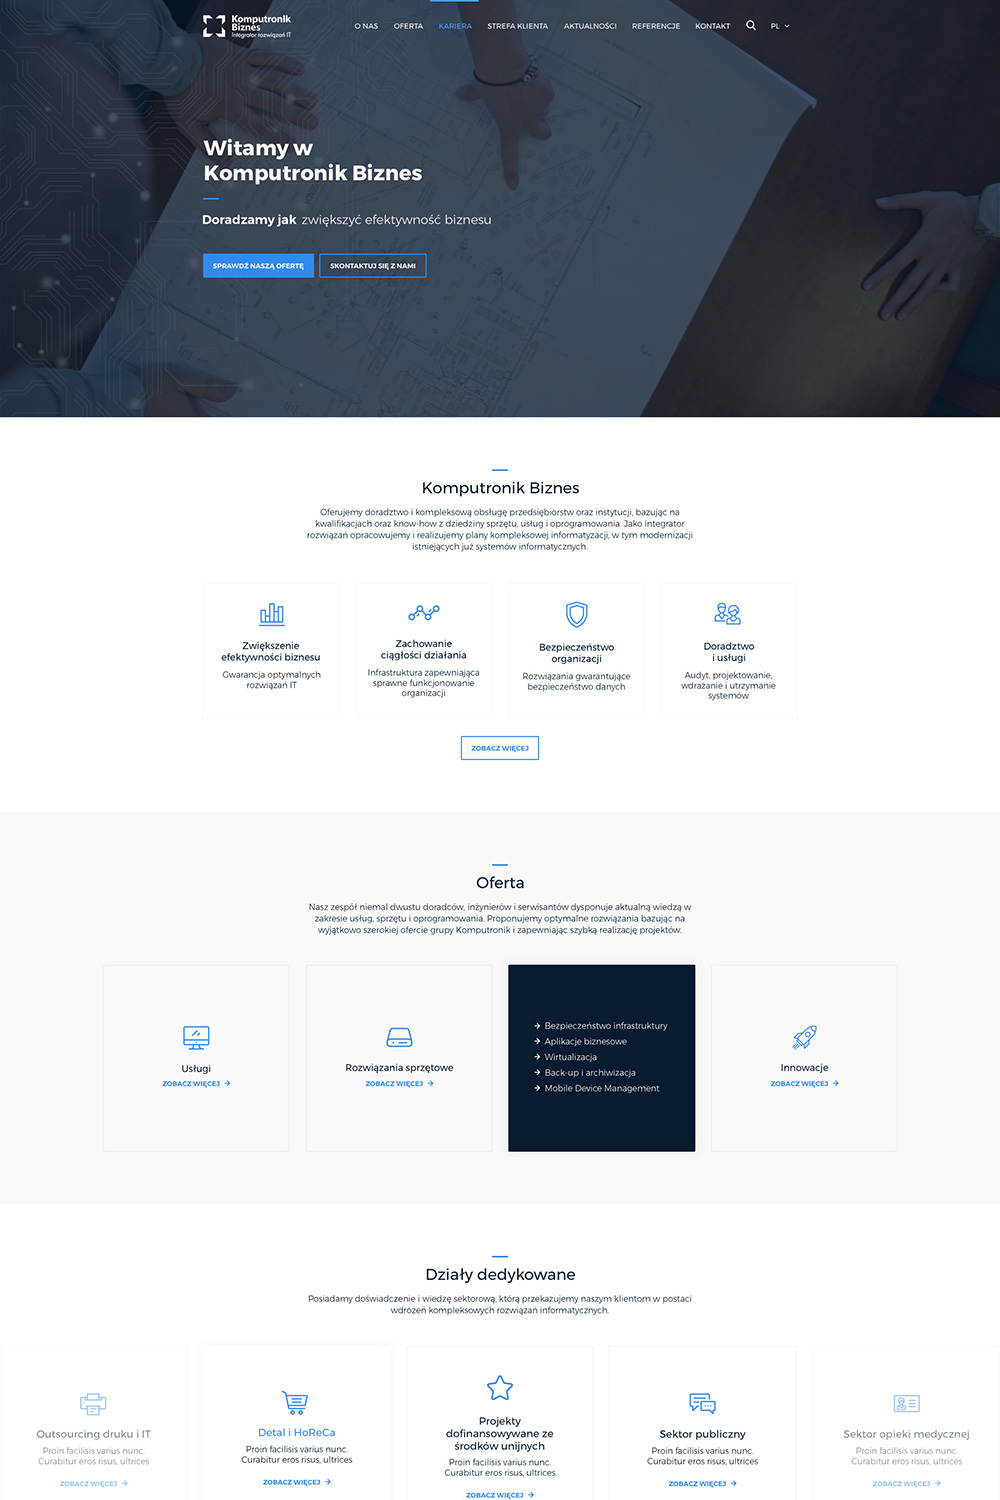 Komputronik
Biznes
Integrator rozwiązań IT
O NAS
OFERTA
KARIERA
STREFA KLIENTA
AKTUALNOŚCI
REFERENCJE
KONTAKT
PL
Witamy w
Komputronik Biznes
Doradzamy jak zwiększyć efektywność biznesu
SPRAWDŹ NASZĄ OFERTĘ
SKONTAKTUJ SIĘ Z NAMI
Komputronik Biznes
Oferujemy doradztwo i kompleksową obsługę przedsiębiorstw oraz instytucji, bazując na
kwalifikacjach oraz know-how z dziedziny sprzętu, usług i oprogramowania. Jako integrator
rozwiązań opracowujemy i realizujemy plany kompleksowej informatyzacji, w tym modernizacji
istniejących już systemów informatycznych.
Zwiększenie
efektywności biznesu
Gwarancja optymalnych
rozwiązań IT
Zachowanie
ciągłości działania
Infrastruktura zapewniająca
sprawne funkcjonowanie
organizacji
Bezpieczeństwo
organizacji
Rozwiązania gwarantujące
bezpieczeństwo danych
Doradztwo
i usługi
Audyt, projektowanie,
wdrażanie i utrzymanie
systemów
ZOBACZ WIĘCEJ
Oferta
Nasz zespół niemal dwustu doradców, inżynierów i serwisantów dysponuje aktualną wiedzą w
zakresie usług, sprzętu i oprogramowania. Proponujemy optymalne rozwiązania bazując na
wyjątkowo szerokiej ofercie grupy Komputronik i zapewniając szybką realizację projektów.
Usługi
ZOBACZ WIĘCEJ →
Rozwiązania sprzętowe
ZOBACZ WIĘCEJ →
→ Bezpieczeństwo infrastruktury
→ Aplikacje biznesowe
→ Wirtualizacja
→ Back-up i archiwizacja
→ Mobile Device Management
Innowacje
ZOBACZ WIĘCEJ →
Działy dedykowane
Posiadamy doświadczenie i wiedzę sektorową, którą przekazujemy naszym klientom w postaci
wdrożeń kompleksowych rozwiązań informatycznych.
Outsourcing druku i IT
Proin facilisis varius nunc.
Curabitur eros risus, ultrices
ZOBACZ WIĘCEJ →
Detal i HoReCa
Proin facilisis varius nunc.
Curabitur eros risus, ultrices
ZOBACZ WIĘCEJ →
Projekty
dofinansowywane ze
środków unijnych
Proin facilisis varius nunc.
Curabitur eros risus, ultrices
ZOBACZ WIĘCEJ →
Sektor publiczny
Proin facilisis varius nunc.
Curabitur eros risus, ultrices
ZOBACZ WIĘCEJ →
Sektor opieki medycznej
Proin facilisis varius nunc.
Curabitur eros risus, ultrices
ZOBACZ WIĘCEJ →